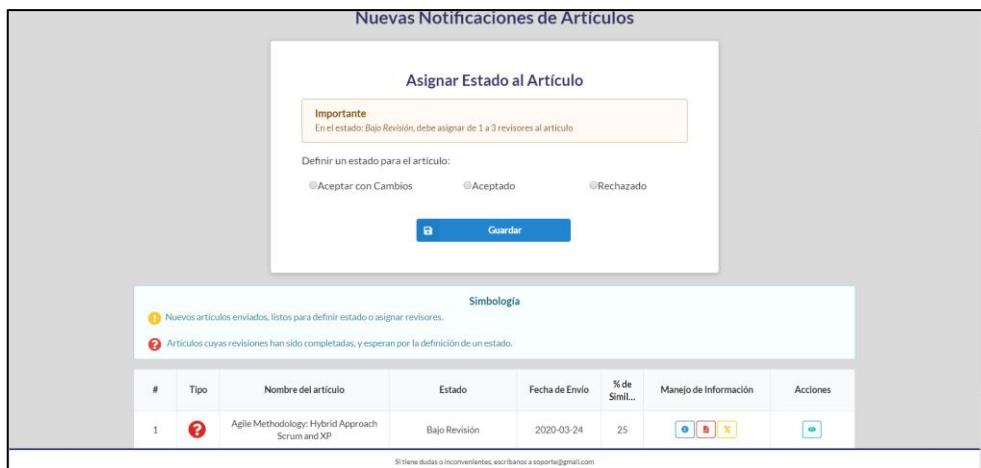 Nuevas Notificaciones de Artículos
Asignar Estado al Artículo
Importante
En el estado: Bajo Revisión, debe asignar de 1 a 3 revisores al artículo
Definir un estado para el artículo:
Aceptar con Cambios Aceptado Rechazado
Guardar
Simbología
Nuevos artículos enviados, listos para definir estado o asignar revisores.
Artículos cuyas revisiones han sido completadas, y esperan por la definición de un estado.
# Tipo Nombre del artículo Estado Fecha de Envío % de Simil... Manejo de Información Acciones
1 Agile Methodology: Hybrid Approach Scrum and XP Bajo Revisión 2020-03-24 25
Si tiene dudas o inconvenientes, escríbanos a soporte@gmail.com